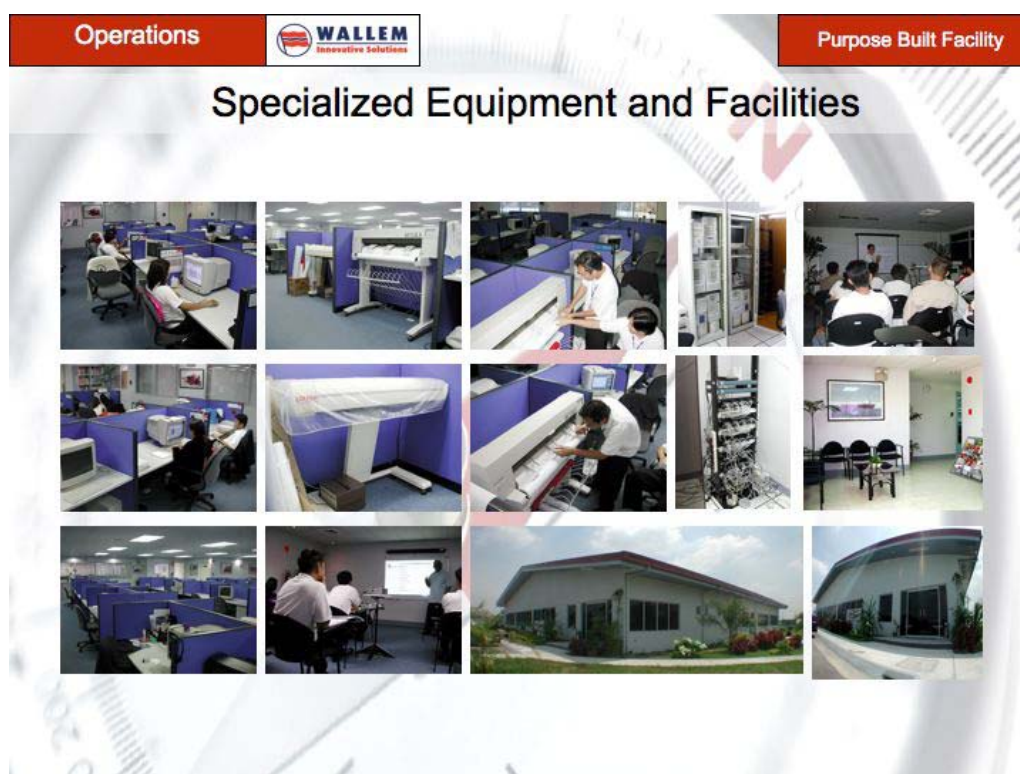 Operations
WALLEM
Innovative Solutions
Purpose Built Facility
Specialized Equipment and Facilities
N